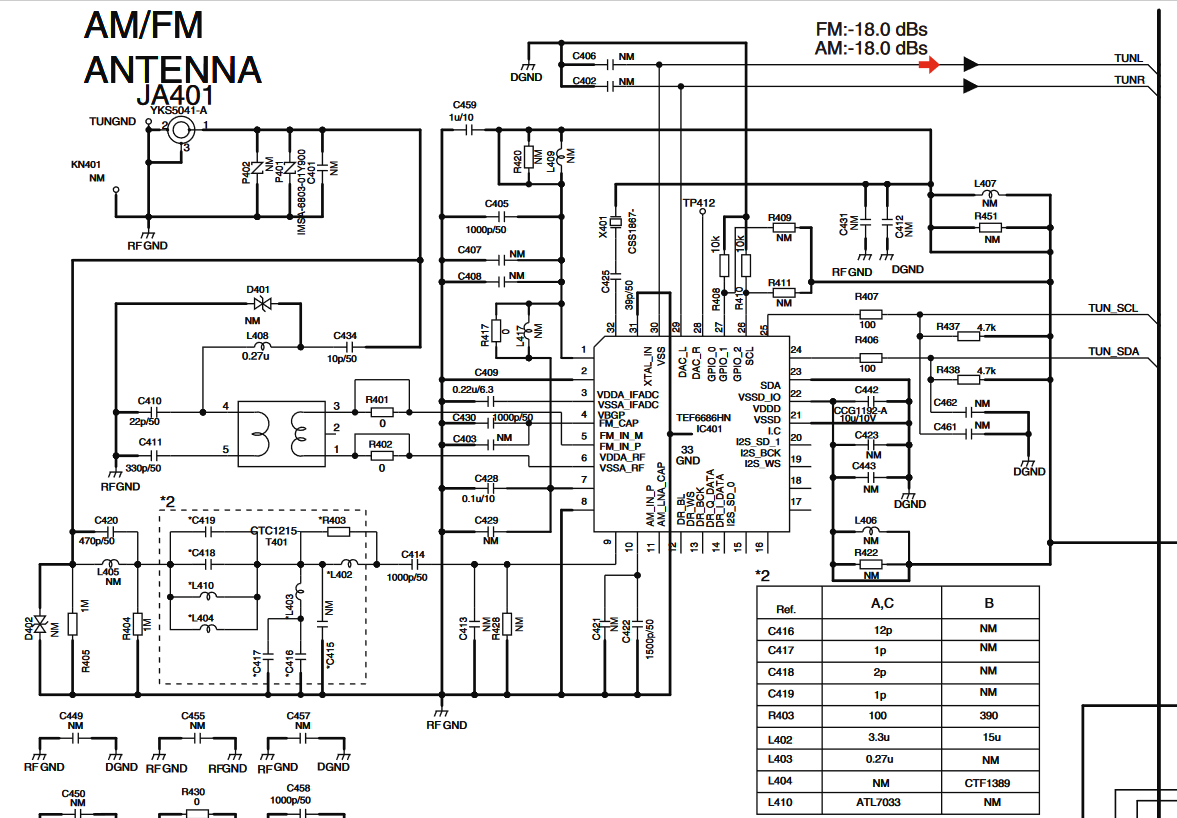 AM/FM
ANTENNA
JA401
YKS5041-A
TUNGND
2
1
3
KN401
NM
RFGND
P402
NM
P401
IMSA-6803-01Y900
C401
NM
FM:-18.0 dBs
AM:-18.0 dBs
TUNL
TUNR
DGND
C406
NM
C402
NM
C459
1u/10
R420
NM
L409
NM
C405
1000p/50
C407
NM
C408
NM
R417
0
L417
NM
X401
CSS1867-
C425
39p/50
TP412
10k
10k
R408
R410
R409
NM
R411
NM
C431
NM
C412
NM
RFGND
DGND
L407
NM
R451
NM
R407
100
R406
100
TUN_SCL
TUN_SDA
R437
4.7k
R438
4.7k
C462
NM
C461
NM
DGND
D401
NM
L408
0.27u
C434
10p/50
C410
22p/50
C411
330p/50
RFGND
4
5
3
2
1
R401
0
R402
0
C409
0.22u/6.3
C430
1000p/50
C403
NM
C428
0.1u/10
C429
NM
32
31
30
29
28
27
26
25
1
2
3
4
5
6
7
8
XTAL_IN
VSS
DAC_L
DAC_R
GPIO_0
GPIO_1
GPIO_2
SCL
VDDA_IFADC
VSSA_IFADC
VBGP
FM_CAP
FM_IN_M
FM_IN_P
VDDA_RF
VSSA_RF
TEF6686HN
IC401
33
GND
SDA
VSSD_IO
VDDD
VSSD
I.C
I2S_SD_1
I2S_BCK
I2S_WS
AM_IN_P
AM_LNA_CAP
DR_BL
DR_WS
DR_BCK
DR_Q_DATA
DR_I_DATA
I2S_SD_0
24
23
22
21
20
19
18
17
9
10
11
12
13
14
15
16
C442
CCG1192-A
10u/10V
C423
NM
C443
NM
DGND
L406
NM
R422
NM
*2
C420
470p/50
L405
NM
D402
NM
1M
R405
R404
1M
*C419
*C418
*L410
*L404
CTC1215
T401
*R403
*L402
*L403
NM
*C417
*C416
*C415
C414
1000p/50
C413
NM
R428
NM
C421
NM
C422
1500p/50
RFGND
*2
Ref. A,C B
C416 12p NM
C417 1p NM
C418 2p NM
C419 1p NM
R403 100 390
L402 3.3u 15u
L403 0.27u NM
L404 NM CTF1389
L410 ATL7033 NM
C449
NM
RFGND
DGND
C455
NM
RFGND
RFGND
C457
NM
RFGND
DGND
C450
NM
R430
0
C458
1000p/50